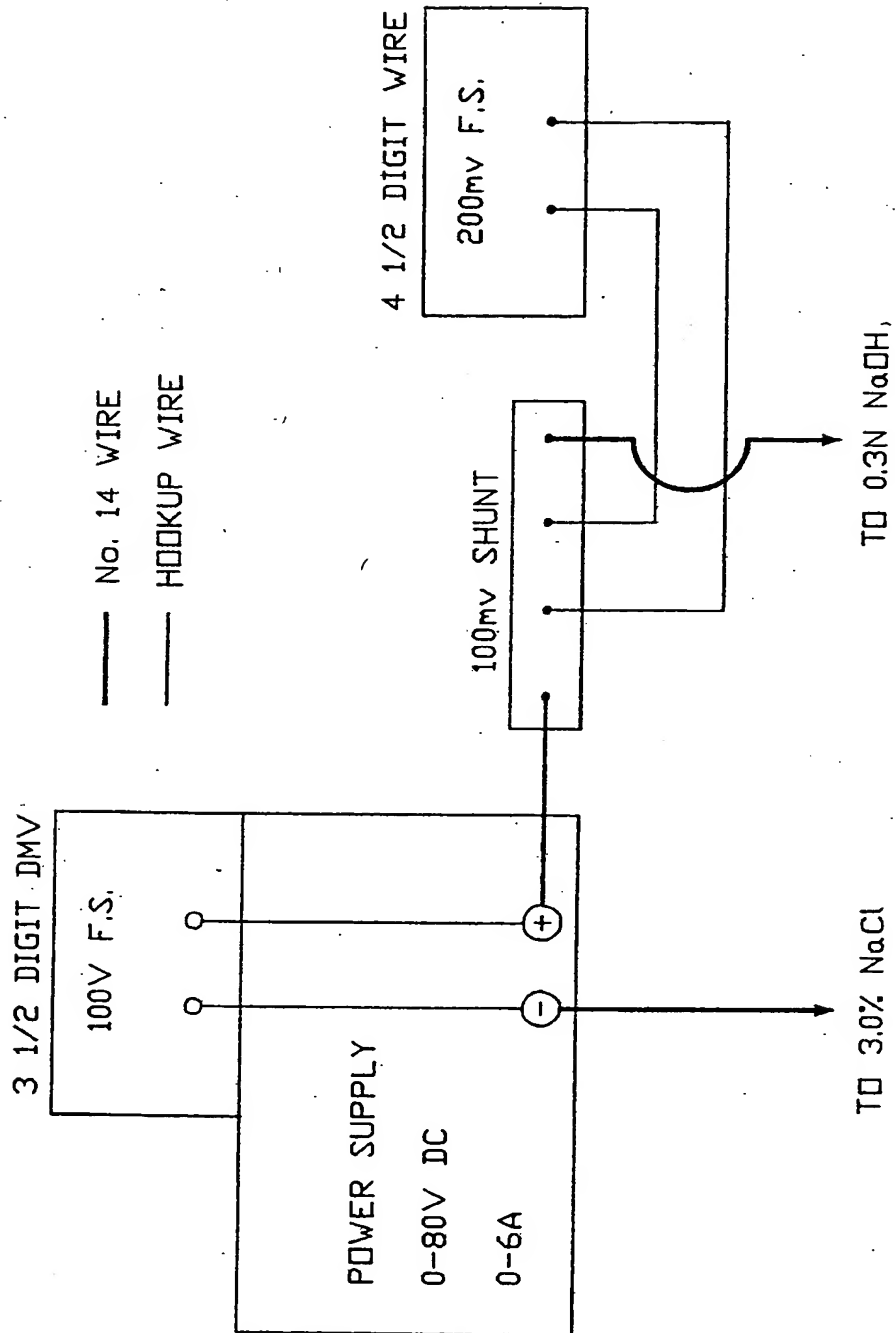 3 1/2 DIGIT DMV
100V F.S.
POWER SUPPLY
0-80V DC
0-6A
No. 14 WIRE
HOOKUP WIRE
100mv SHUNT
4 1/2 DIGIT WIRE
200mv F.S.
-
+
TO 3.0% NaCl
TO 0.3N NaOH,